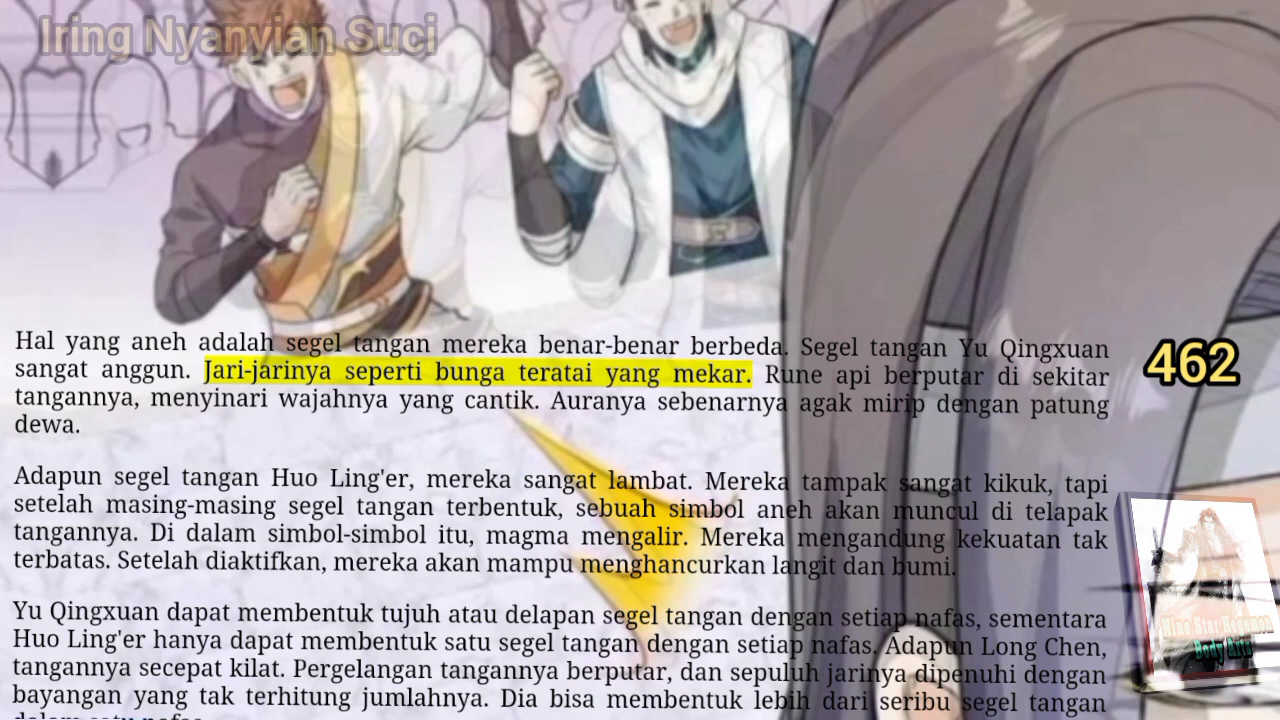 Iring Nyanyian Suci
Hal yang aneh adalah segel tangan mereka benar-benar berbeda. Segel tangan Yu Qingxuan
sangat anggun. Jari-jarinya seperti bunga teratai yang mekar. Rune api berputar di sekitar
tangannya, menyinari wajahnya yang cantik. Auranya sebenarnya agak mirip dengan patung
dewa.
462
Adapun segel tangan Huo Ling'er, mereka sangat lambat. Mereka tampak sangat kikuk, tapi
setelah masing-masing segel tangan terbentuk, sebuah simbol aneh akan muncul di telapak
tangannya. Di dalam simbol-simbol itu, magma mengalir. Mereka mengandung kekuatan tak
terbatas. Setelah diaktifkan, mereka akan mampu menghancurkan langit dan bumi.
Yu Qingxuan dapat membentuk tujuh atau delapan segel tangan dengan setiap nafas, sementara
Huo Ling'er hanya dapat membentuk satu segel tangan dengan setiap nafas. Adapun Long Chen,
tangannya secepat kilat. Pergelangan tangannya berputar, dan sepuluh jarinya dipenuhi dengan
bayangan yang tak terhitung jumlahnya. Dia bisa membentuk lebih dari seribu segel tangan
dalam satu nafas.
Nine Star Hegemon
Body Arts